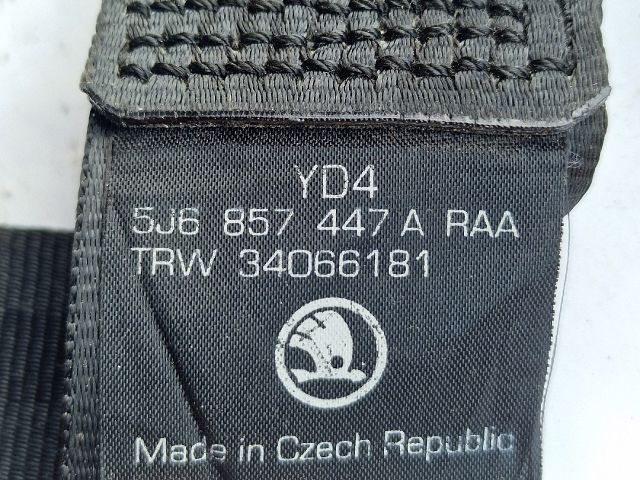 YD4
5J6 857 447 A RAA
TRW 34066181
Made in Czech Republic